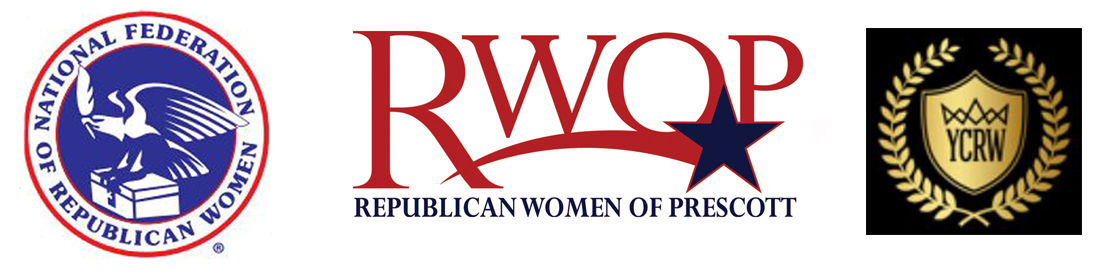 NATIONAL FEDERATION
OF REPUBLICAN WOMEN
®
RWOP
REPUBLICAN WOMEN OF PRESCOTT
YCRW